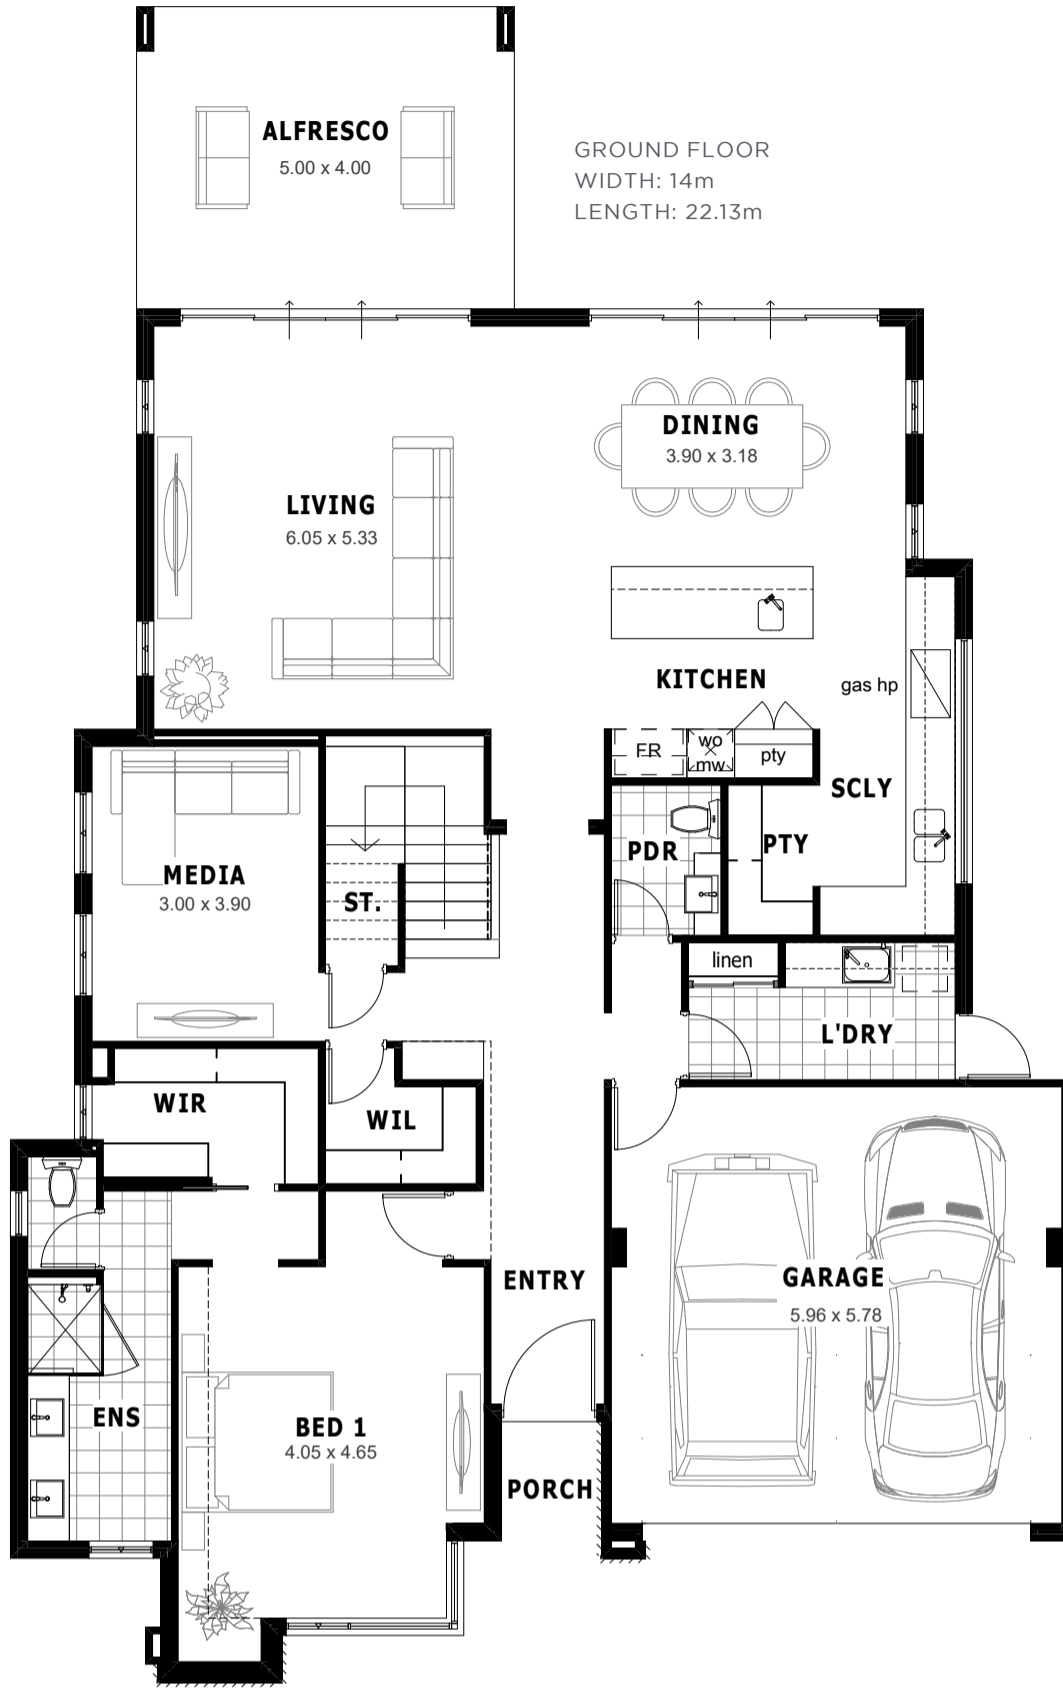 ALFRESCO
5.00 x 4.00
GROUND FLOOR
WIDTH: 14m
LENGTH: 22.13m
DINING
3.90 x 3.18
LIVING
6.05 x 5.33
KITCHEN
gas hp
FR
wo
mw
pty
SCLY
PDR
PTY
MEDIA
3.00 x 3.90
ST.
linen
L'DRY
WIR
WIL
ENTRY
GARAGE
5.96 x 5.78
ENS
BED 1
4.05 x 4.65
PORCH